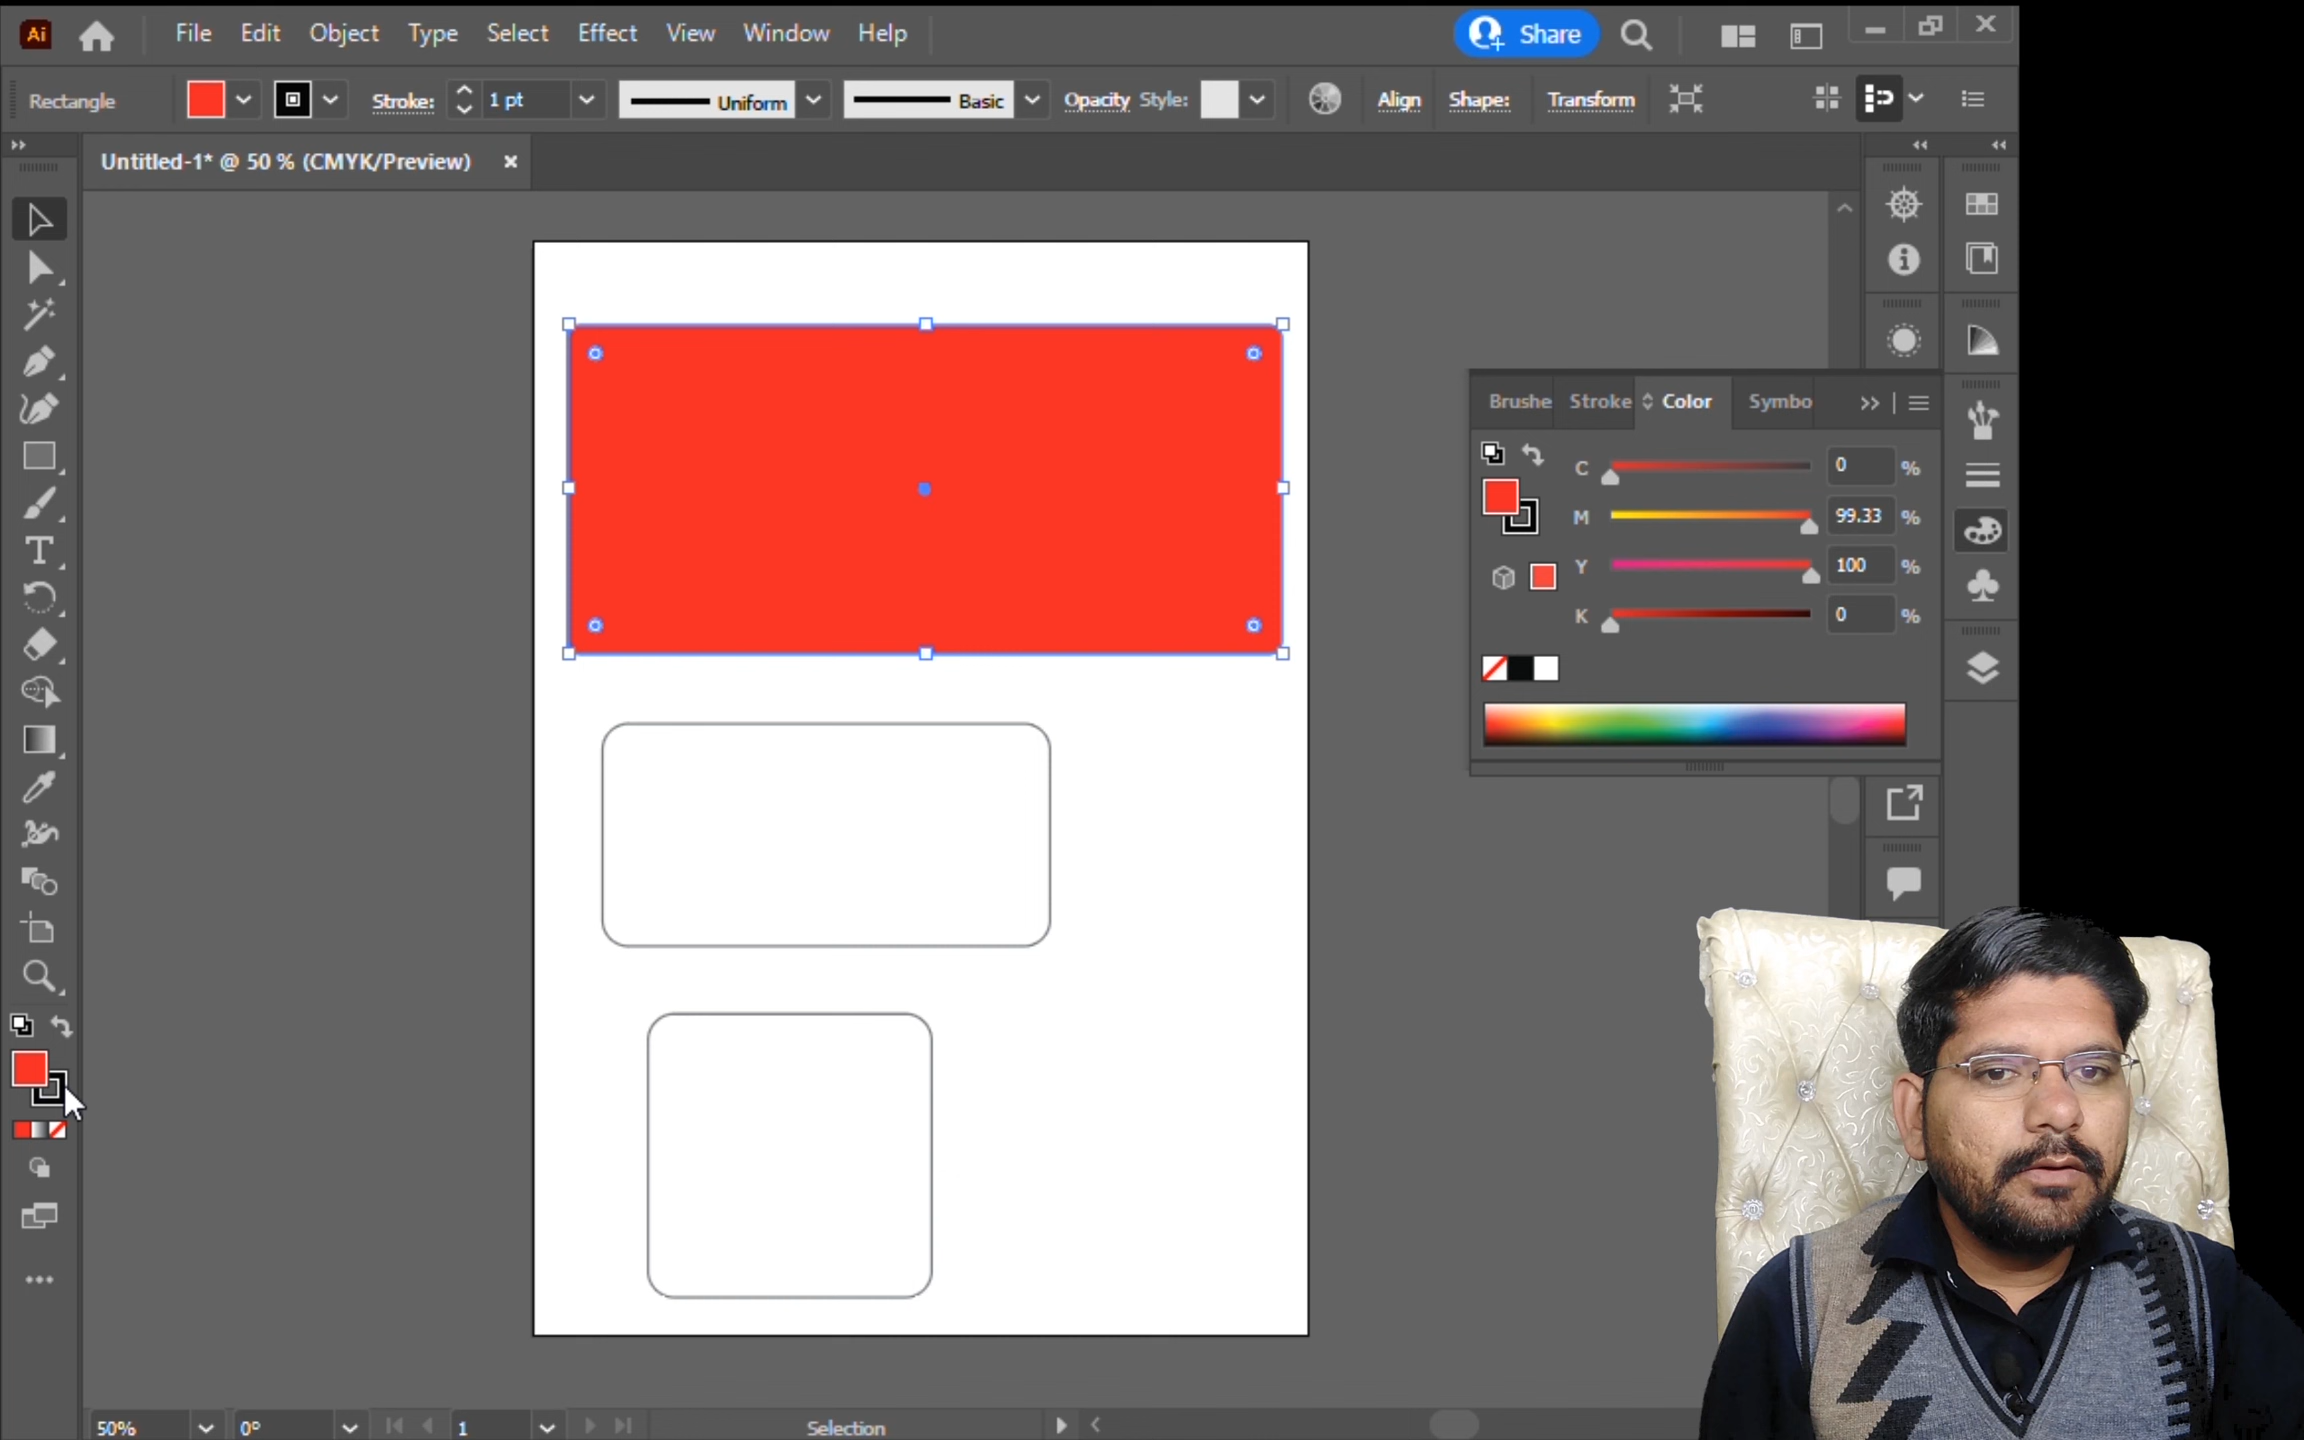 Ai File Edit Object Type Select Effect View Window Help Share
Rectangle Stroke: 1 pt Uniform Basic Opacity Style: Align Shape: Transform
Untitled-1* @ 50 % (CMYK/Preview) ×
Brushe Stroke Color Symbo
C 0 %
M 99.33 %
Y 100 %
K 0 %
T
50% 0° 1 Selection